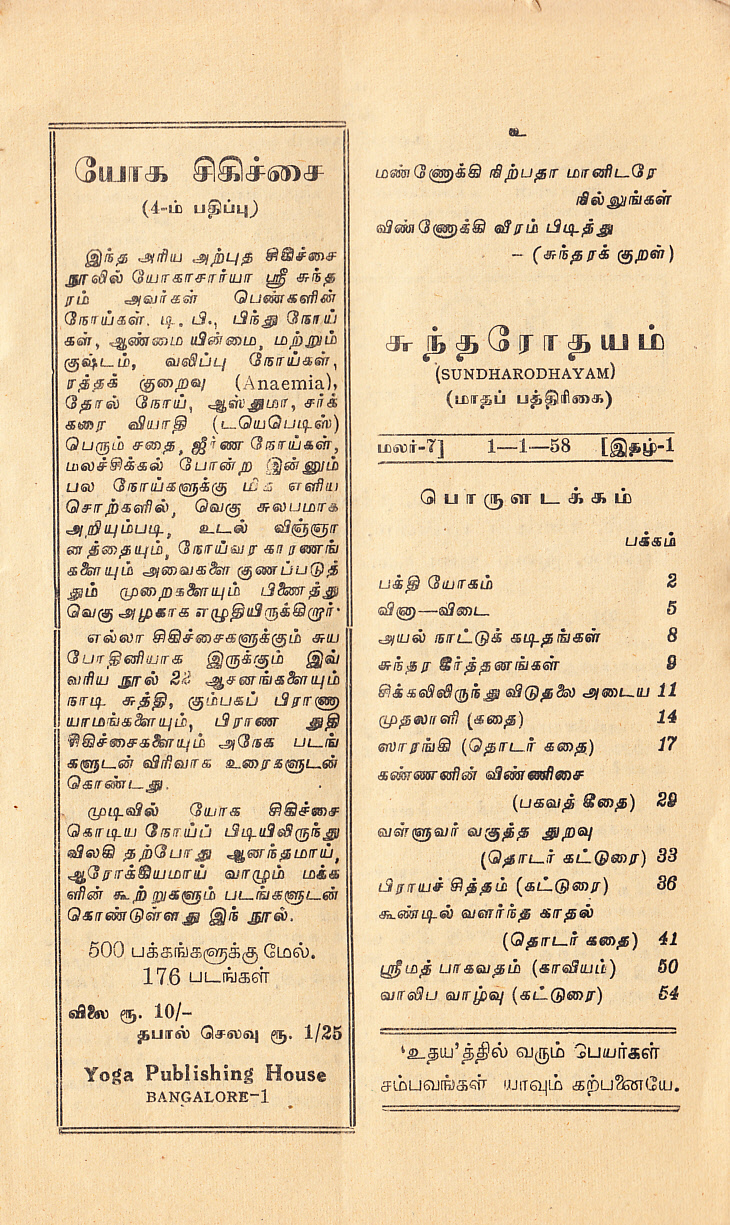 யோக சிகிச்சை
(4-ம் பதிப்பு)
இந்த அரிய அற்புத சிகிச்சை
நூலில் யோகாசார்யா ஸ்ரீ சுந்த
ரம் அவர்கள் பெண்களின்
நோய்கள். டி. பி., பிந்து நோய்
கள், ஆண்மை யின்மை, மற்றும்
குஷ்டம், வலிப்பு நோய்கள்,
ரத்தக் குறைவு (Anaemia),
தோல் நோய், ஆஸ்துமா, சர்க்
கரை வியாதி (டயெபெடிஸ்)
பெரும் சதை, ஜீர்ண நோய்கள்,
மலச்சிக்கல் போன்ற இன்னும்
பல நோய்களுக்கு மிக எளிய
சொற்களில், வெகு சுலபமாக
அறியும்படி, உடல் விஞ்ஞா
னத்தையும், நோய்வர காரணங்
களையும் அவைகளை குணப்படுத்
தும் முறைகளையும் பிணைத்து
வெகு அழகாக எழுதியிருக்கிறார்.
எல்லா சிகிச்சைகளுக்கும் சுய
போதினியாக இருக்கும் இவ்
வரிய நூல் 22 ஆசனங்களையும்
நாடி சுத்தி, கும்பகப் பிராணா
யாமங்களையும், பிராண துதி
சிகிச்சைகளையும் அநேக படங்
களுடன் விரிவாக உரைகளுடன்
கொண்டது.
முடிவில் யோக சிகிச்சை
கொடிய நோய்ப் பிடியிலிருந்து
விலகி தற்போது ஆனந்தமாய்,
ஆரோக்கியமாய் வாழும் மக்க
ளின் கூற்றுகளும் படங்களுடன்
கொண்டுள்ளது இந் நூல்.
500 பக்கங்களுக்கு மேல்.
176 படங்கள்
விலை ரூ. 10/-
தபால் செலவு ரூ. 1/25
Yoga Publishing House
BANGALORE-1
உ
மண்ணோக்கி நிற்பதா மானிடரே
நில்லுங்கள்
விண்ணோக்கி வீரம் பிடித்து
– (சுந்தரக் குறள்)
சுந்தரோதயம்
(SUNDHARODHAYAM)
(மாதப் பத்திரிகை)
மலர்-7] 1—1—58 [இதழ்-1
பொருளடக்கம்
பக்கம்
பக்தி யோகம் 2
வினா—விடை 5
அயல் நாட்டுக் கடிதங்கள் 8
சுந்தர கீர்த்தனங்கள் 9
சிக்கலிலிருந்து விடுதலை அடைய 11
முதலாளி (கதை) 14
ஸாரங்கி (தொடர் கதை) 17
கண்ணனின் விண்ணிசை
(பகவத் கீதை) 29
வள்ளுவர் வகுத்த துறவு
(தொடர் கட்டுரை) 33
பிராயச் சித்தம் (கட்டுரை) 36
கூண்டில் வளர்ந்த காதல்
(தொடர் கதை) 41
ஸ்ரீமத் பாகவதம் (காவியம்) 50
வாலிப வாழ்வு (கட்டுரை) 54
‘உதய’த்தில் வரும் பெயர்கள்
சம்பவங்கள் யாவும் கற்பனையே.